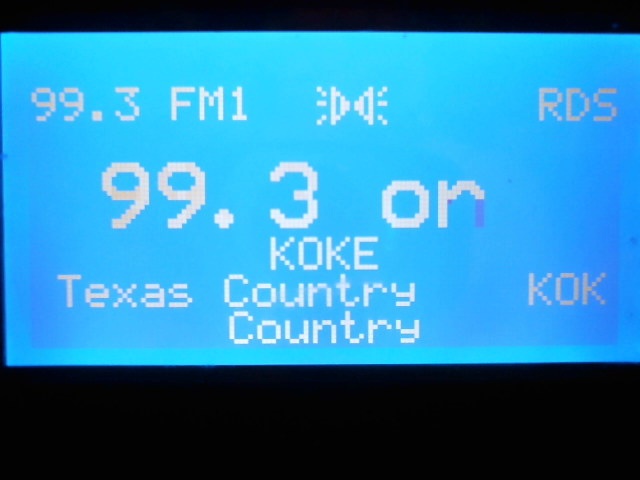 99.3 FM1 RDS
99.3 on
KOKE
Texas Country KOK
Country